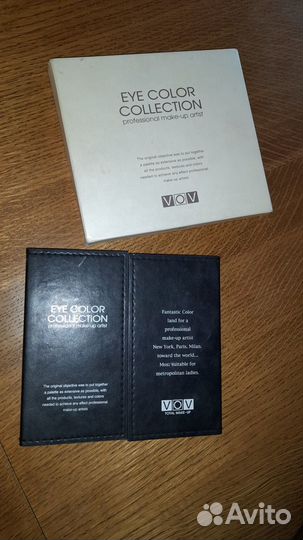 EYE COLOR
COLLECTION
professional make-up artist
The original objective was to put together
a palette as extensive as possible, with
all the products, textures and colors
needed to achieve any effect professional
make-up artists
VOV
EYE COLOR
COLLECTION
professional make-up artist
The original objective was to put together
a palette as extensive as possible, with
all the products, textures and colors
needed to achieve any effect professional
make-up artists
Fantastic Color
land for a
professional
make-up artist
New York, Paris, Milan.
toward the world...
Most Suitable for
metropolitan ladies.
VOV
TOTAL MAKE-UP
Avito